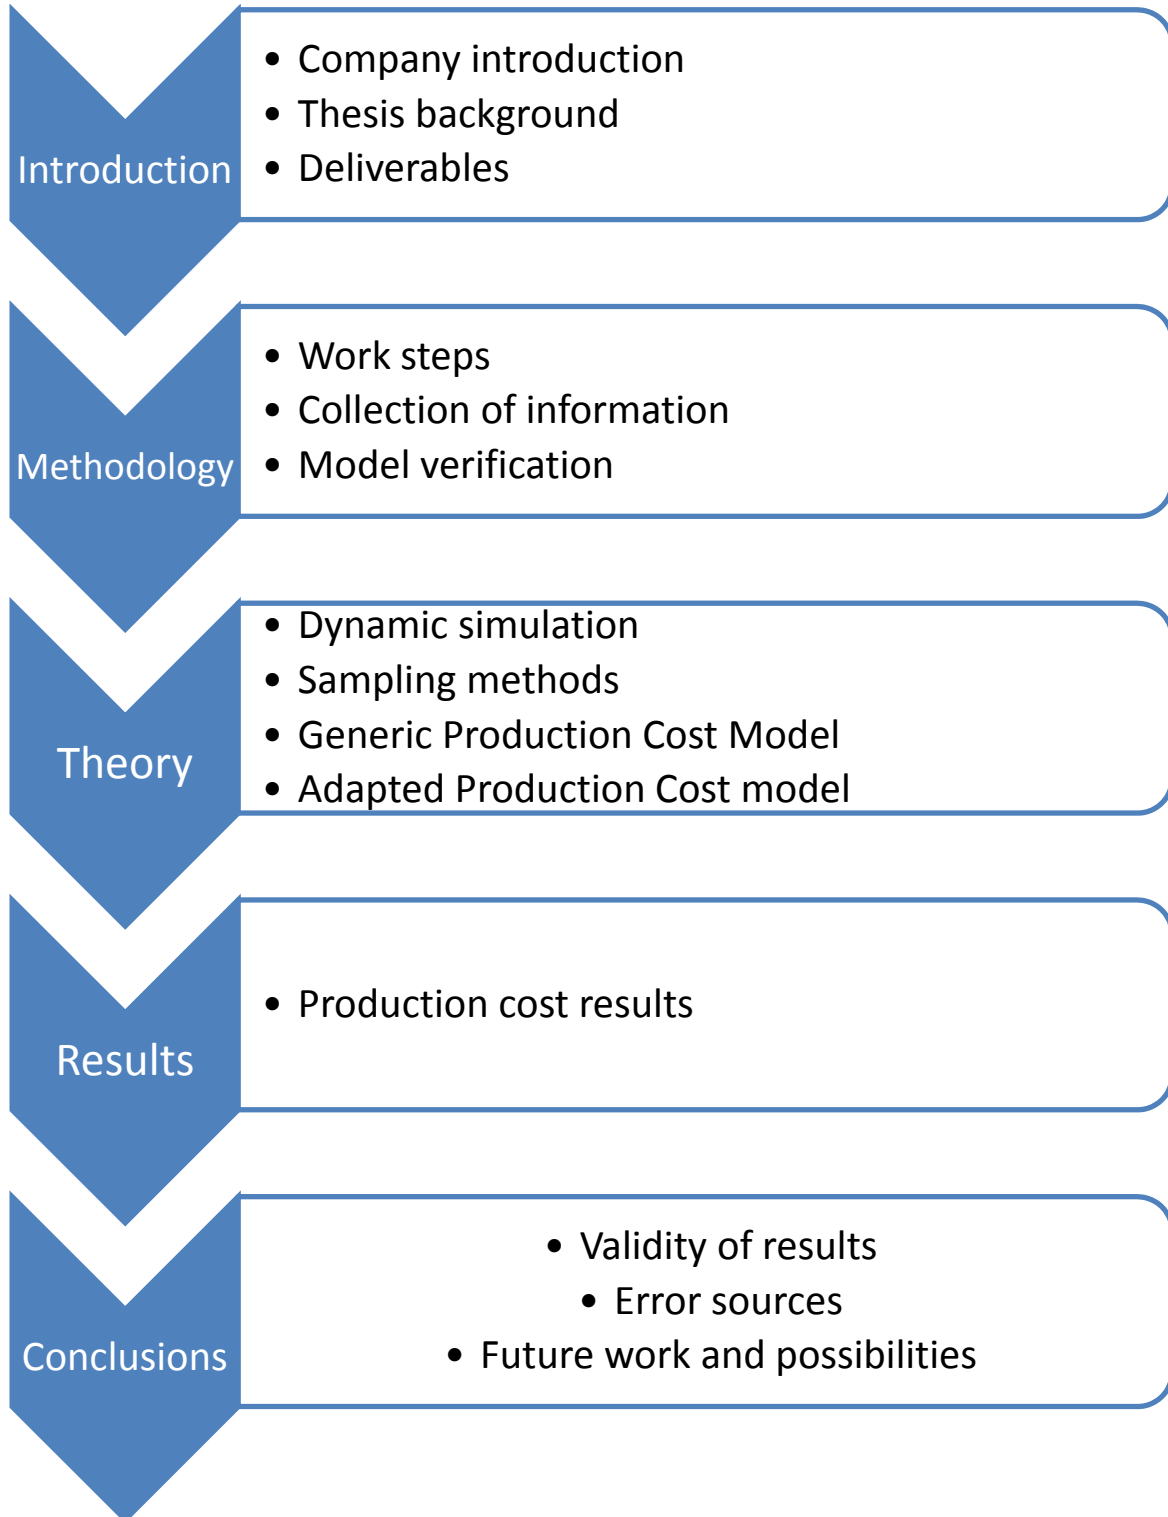 Introduction
• Company introduction
• Thesis background
• Deliverables
Methodology
• Work steps
• Collection of information
• Model verification
Theory
• Dynamic simulation
• Sampling methods
• Generic Production Cost Model
• Adapted Production Cost model
Results
• Production cost results
Conclusions
• Validity of results
• Error sources
• Future work and possibilities